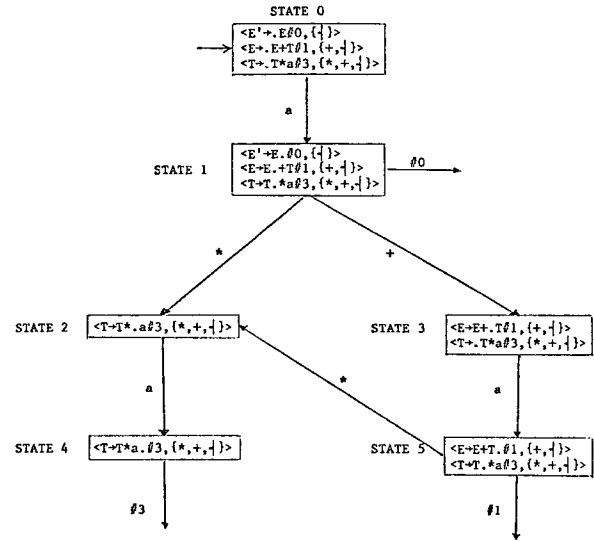 STATE 0
<E'→.E#0,{⊣}>
<E→.E+T#1,{+,⊣}>
<T→.T*a#3,{*,+,⊣}>
a
STATE 1
<E'→E.#0,{⊣}>
<E→E.+T#1,{+,⊣}>
<T→T.*a#3,{*,+,⊣}>
#0
*
+
STATE 2
<T→T*.a#3,{*,+,⊣}>
STATE 3
<E→E+.T#1,{+,⊣}>
<T→.T*a#3,{*,+,⊣}>
a
*
a
STATE 4
<T→T*a.#3,{*,+,⊣}>
STATE 5
<E→E+T.#1,{+,⊣}>
<T→T.*a#3,{*,+,⊣}>
#3
#1